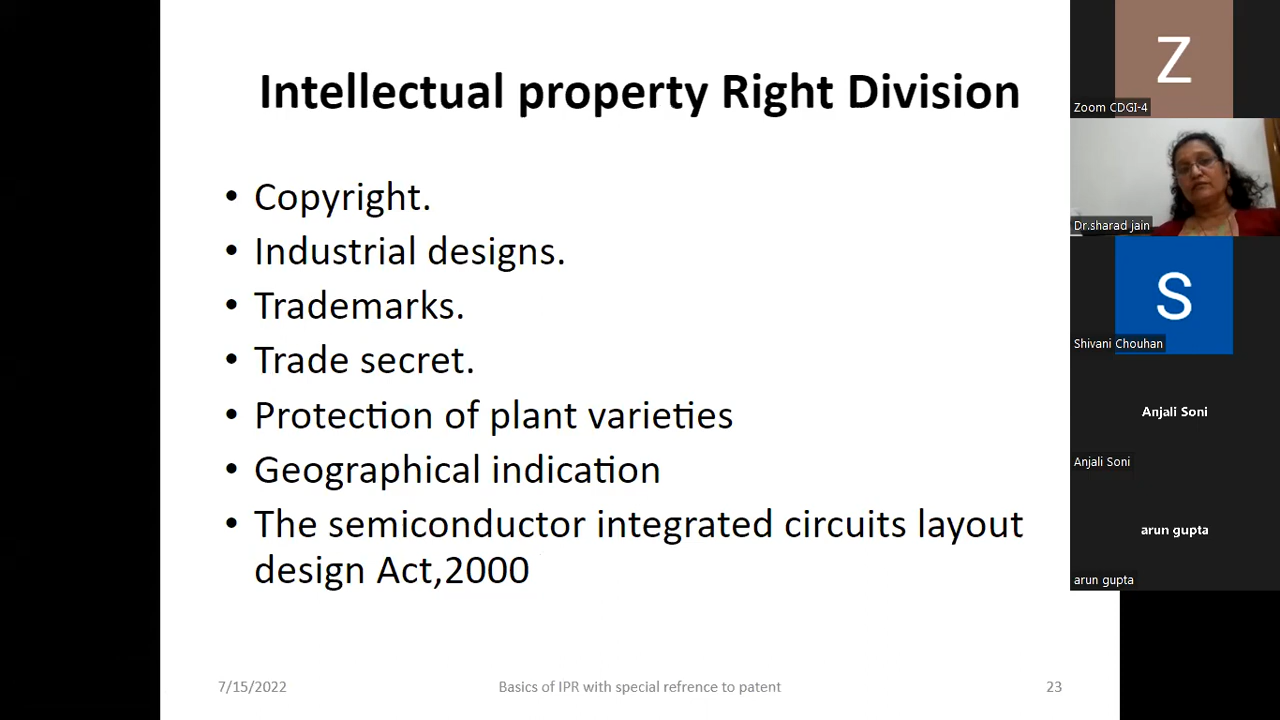 Intellectual property Right Division
• Copyright.
• Industrial designs.
• Trademarks.
• Trade secret.
• Protection of plant varieties
• Geographical indication
• The semiconductor integrated circuits layout
design Act,2000
7/15/2022
Basics of IPR with special refrence to patent
23
Z
Zoom CDGI-4
Dr.sharad jain
S
Shivani Chouhan
Anjali Soni
Anjali Soni
arun gupta
arun gupta